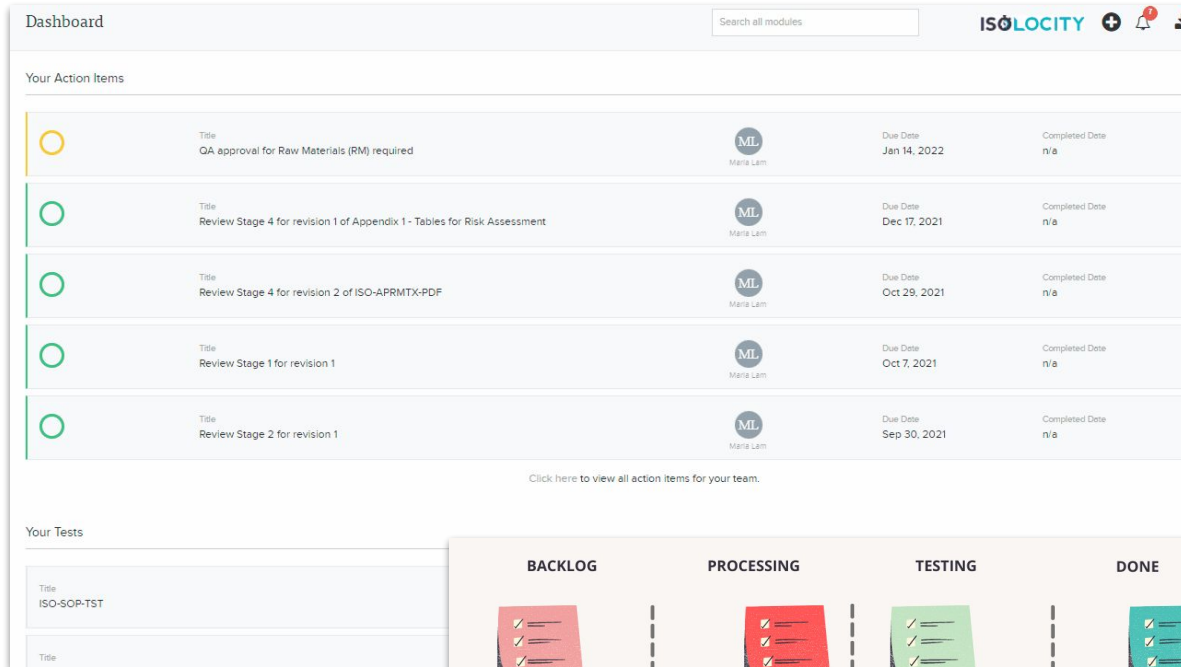 Dashboard
Search all modules
ISOLOCITY
7
Your Action Items
Title
QA approval for Raw Materials (RM) required
ML
Maria Lam
Due Date
Jan 14, 2022
Completed Date
n/a
Title
Review Stage 4 for revision 1 of Appendix 1 - Tables for Risk Assessment
ML
Maria Lam
Due Date
Dec 17, 2021
Completed Date
n/a
Title
Review Stage 4 for revision 2 of ISO-APRMTX-PDF
ML
Maria Lam
Due Date
Oct 29, 2021
Completed Date
n/a
Title
Review Stage 1 for revision 1
ML
Maria Lam
Due Date
Oct 7, 2021
Completed Date
n/a
Title
Review Stage 2 for revision 1
ML
Maria Lam
Due Date
Sep 30, 2021
Completed Date
n/a
Click here to view all action items for your team.
Your Tests
Title
ISO-SOP-TST
Title
BACKLOG
PROCESSING
TESTING
DONE